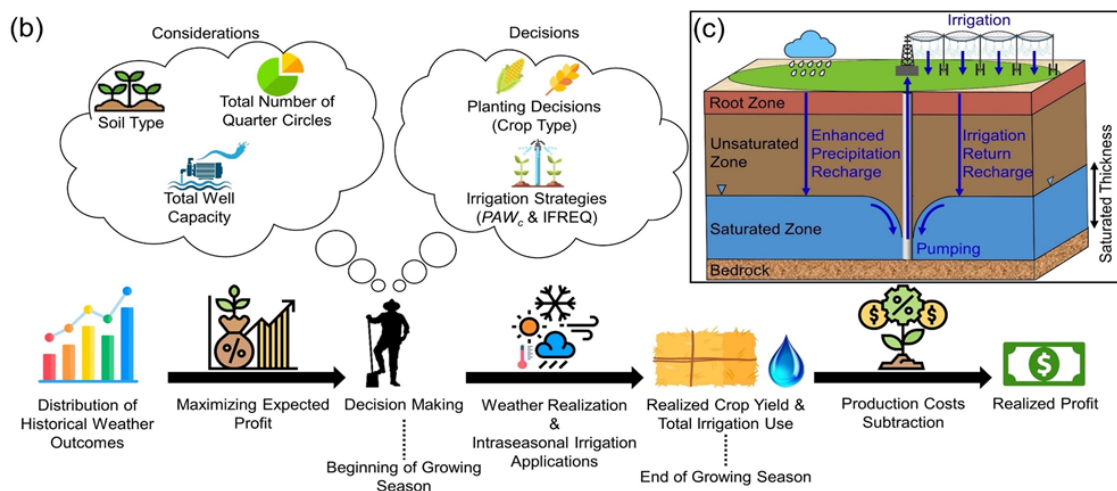 (b)
Considerations
Soil Type
Total Number of
Quarter Circles
Total Well
Capacity
Decisions
Planting Decisions
(Crop Type)
Irrigation Strategies
(PAWc & IFREQ)
(c)
Irrigation
Root Zone
Unsaturated
Zone
Enhanced
Precipitation
Recharge
Irrigation
Return
Recharge
Saturated Zone
Pumping
Bedrock
Saturated Thickness
Distribution of
Historical Weather
Outcomes
Maximizing Expected
Profit
Decision Making
Beginning of Growing
Season
Weather Realization
&
Intraseasonal Irrigation
Applications
Realized Crop Yield &
Total Irrigation Use
End of Growing Season
Production Costs
Subtraction
Realized Profit
%
$
%
$
$